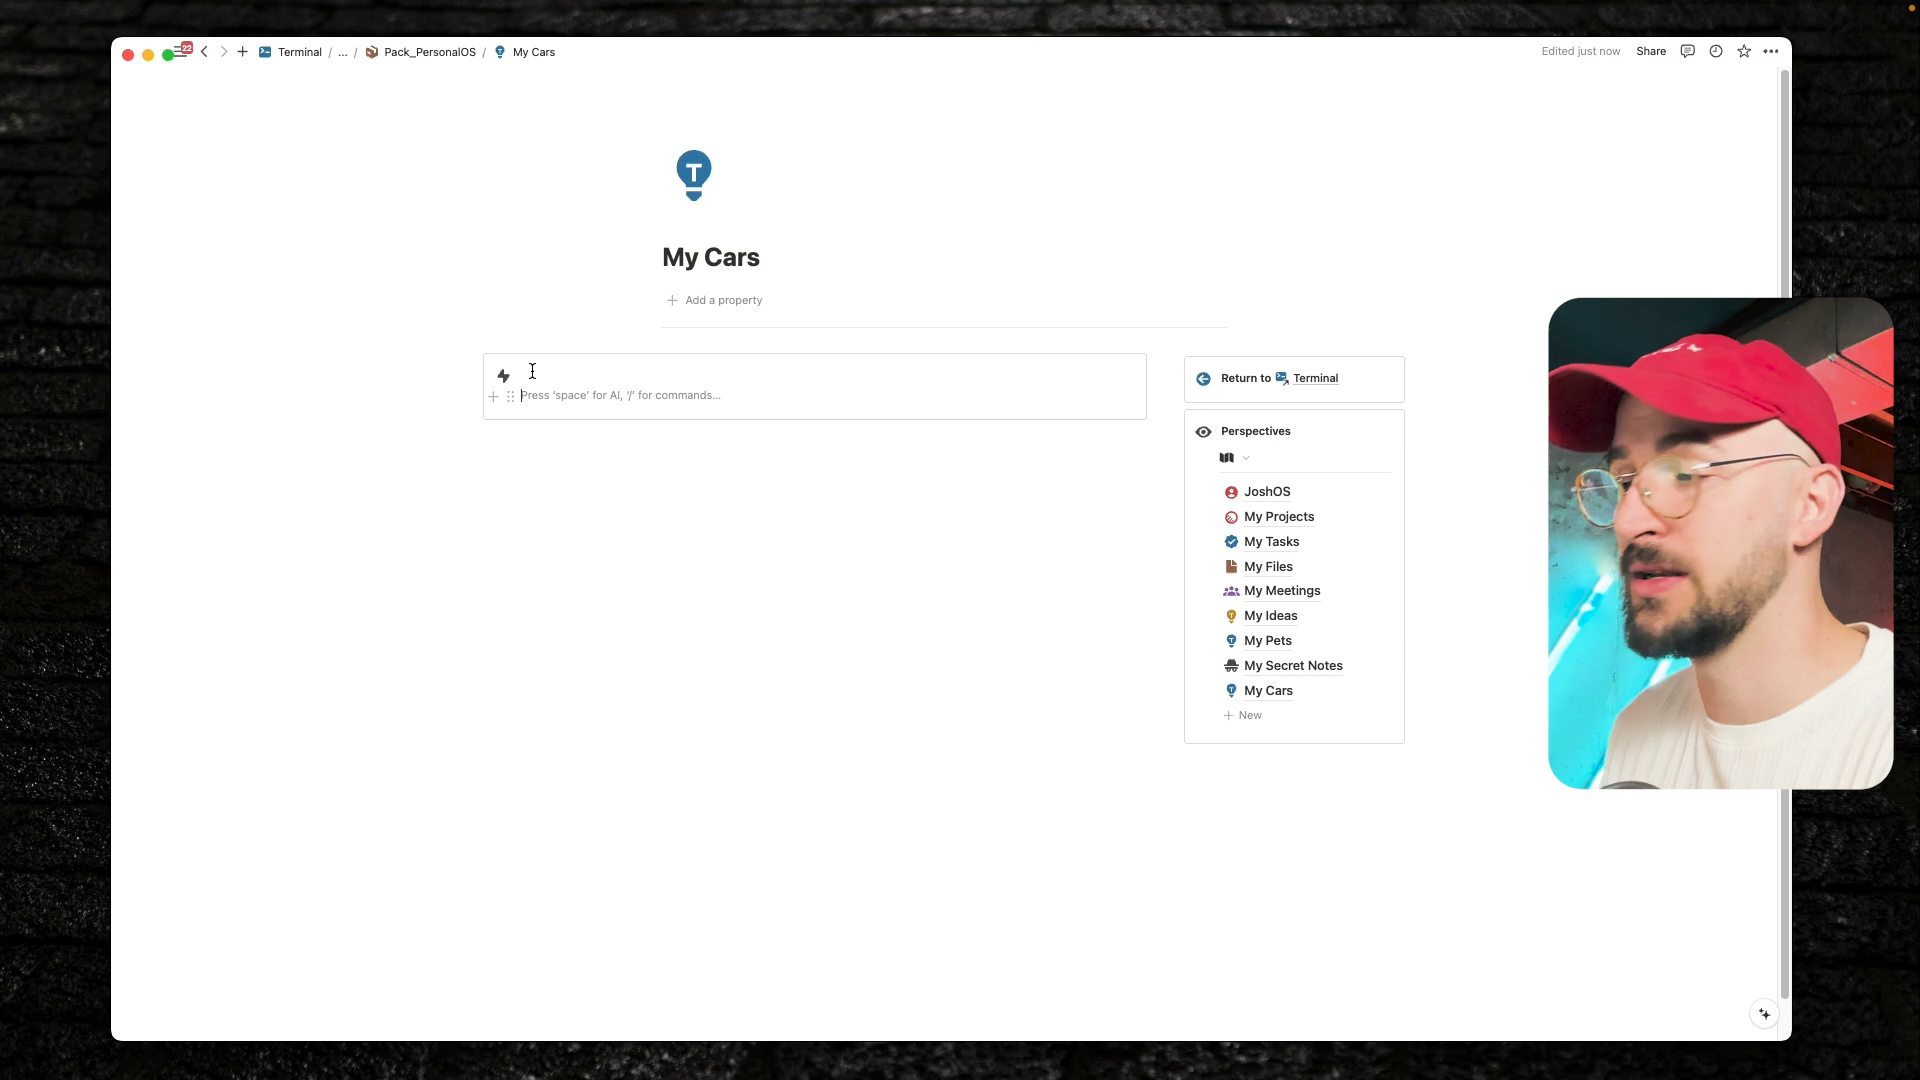 22
Terminal / ... / Pack_PersonalOS / My Cars
Edited just now
Share
T
My Cars
Add a property
Press 'space' for AI, '/' for commands...
Return to Terminal
Perspectives
JoshOS
My Projects
My Tasks
My Files
My Meetings
My Ideas
My Pets
My Secret Notes
My Cars
New